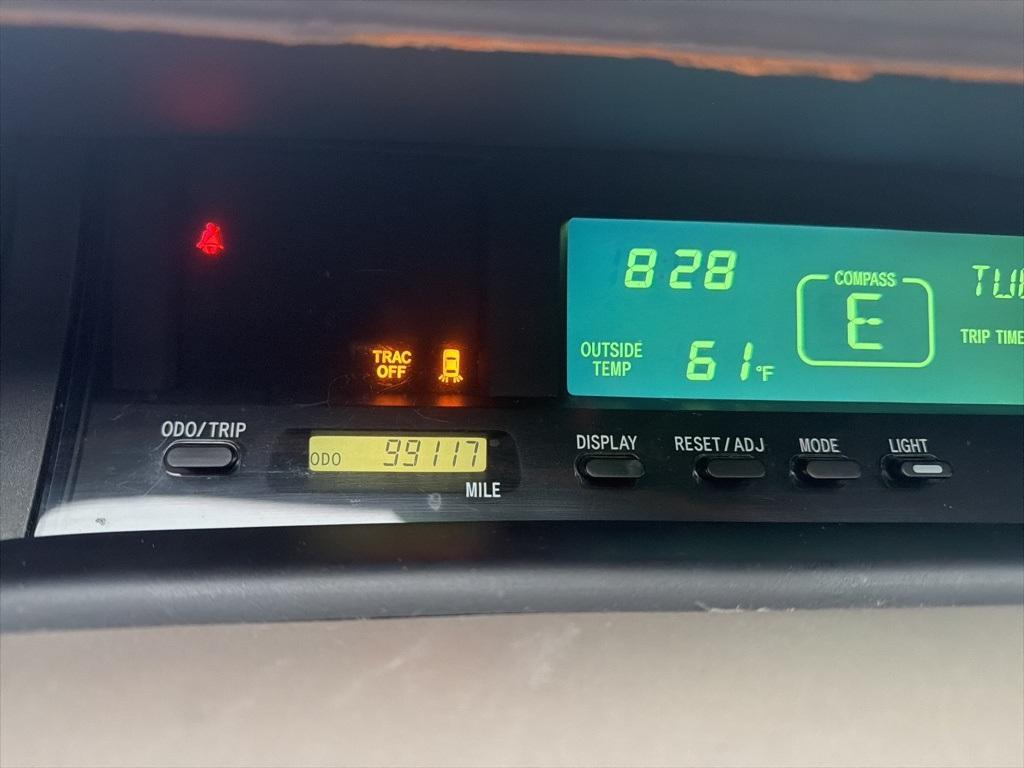 8 28
COMPASS
E
TRIP TIME
OUTSIDE
TEMP
61 °F
TRAC
OFF
ODO/TRIP
ODO 99117
MILE
DISPLAY
RESET/ADJ
MODE
LIGHT